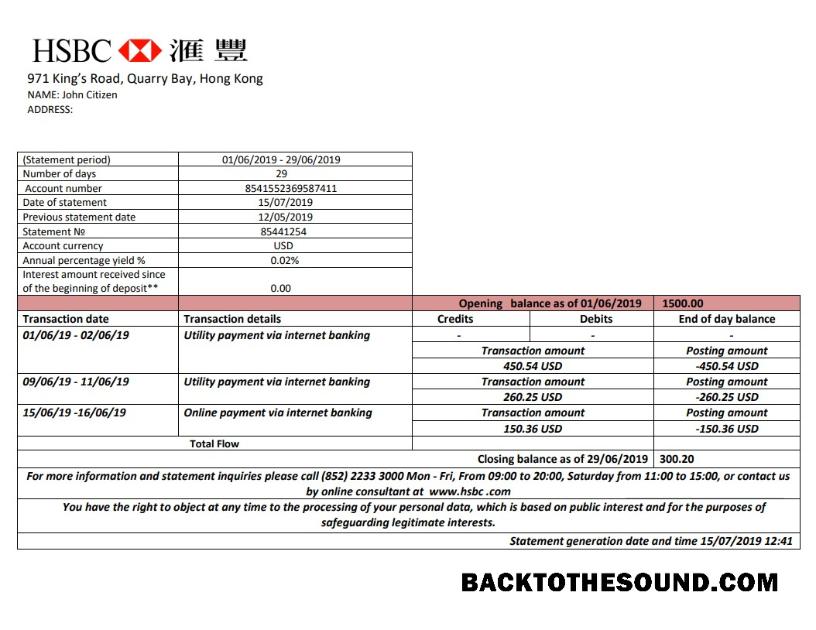 HSBC 滙豐
971 King's Road, Quarry Bay, Hong Kong
NAME: John Citizen
ADDRESS:
(Statement period) 01/06/2019 - 29/06/2019
Number of days 29
Account number 8541552369587411
Date of statement 15/07/2019
Previous statement date 12/05/2019
Statement № 85441254
Account currency USD
Annual percentage yield % 0.02%
Interest amount received since
of the beginning of deposit** 0.00
Opening balance as of 01/06/2019 1500.00
Transaction date Transaction details Credits Debits End of day balance
01/06/19 - 02/06/19 Utility payment via internet banking - - -
Transaction amount Posting amount
450.54 USD -450.54 USD
09/06/19 - 11/06/19 Utility payment via internet banking Transaction amount Posting amount
260.25 USD -260.25 USD
15/06/19 -16/06/19 Online payment via internet banking Transaction amount Posting amount
150.36 USD -150.36 USD
Total Flow
Closing balance as of 29/06/2019 300.20
For more information and statement inquiries please call (852) 2233 3000 Mon - Fri, From 09:00 to 20:00, Saturday from 11:00 to 15:00, or contact us
by online consultant at www.hsbc .com
You have the right to object at any time to the processing of your personal data, which is based on public interest and for the purposes of
safeguarding legitimate interests.
Statement generation date and time 15/07/2019 12:41
BACKTOTHESOUND.COM